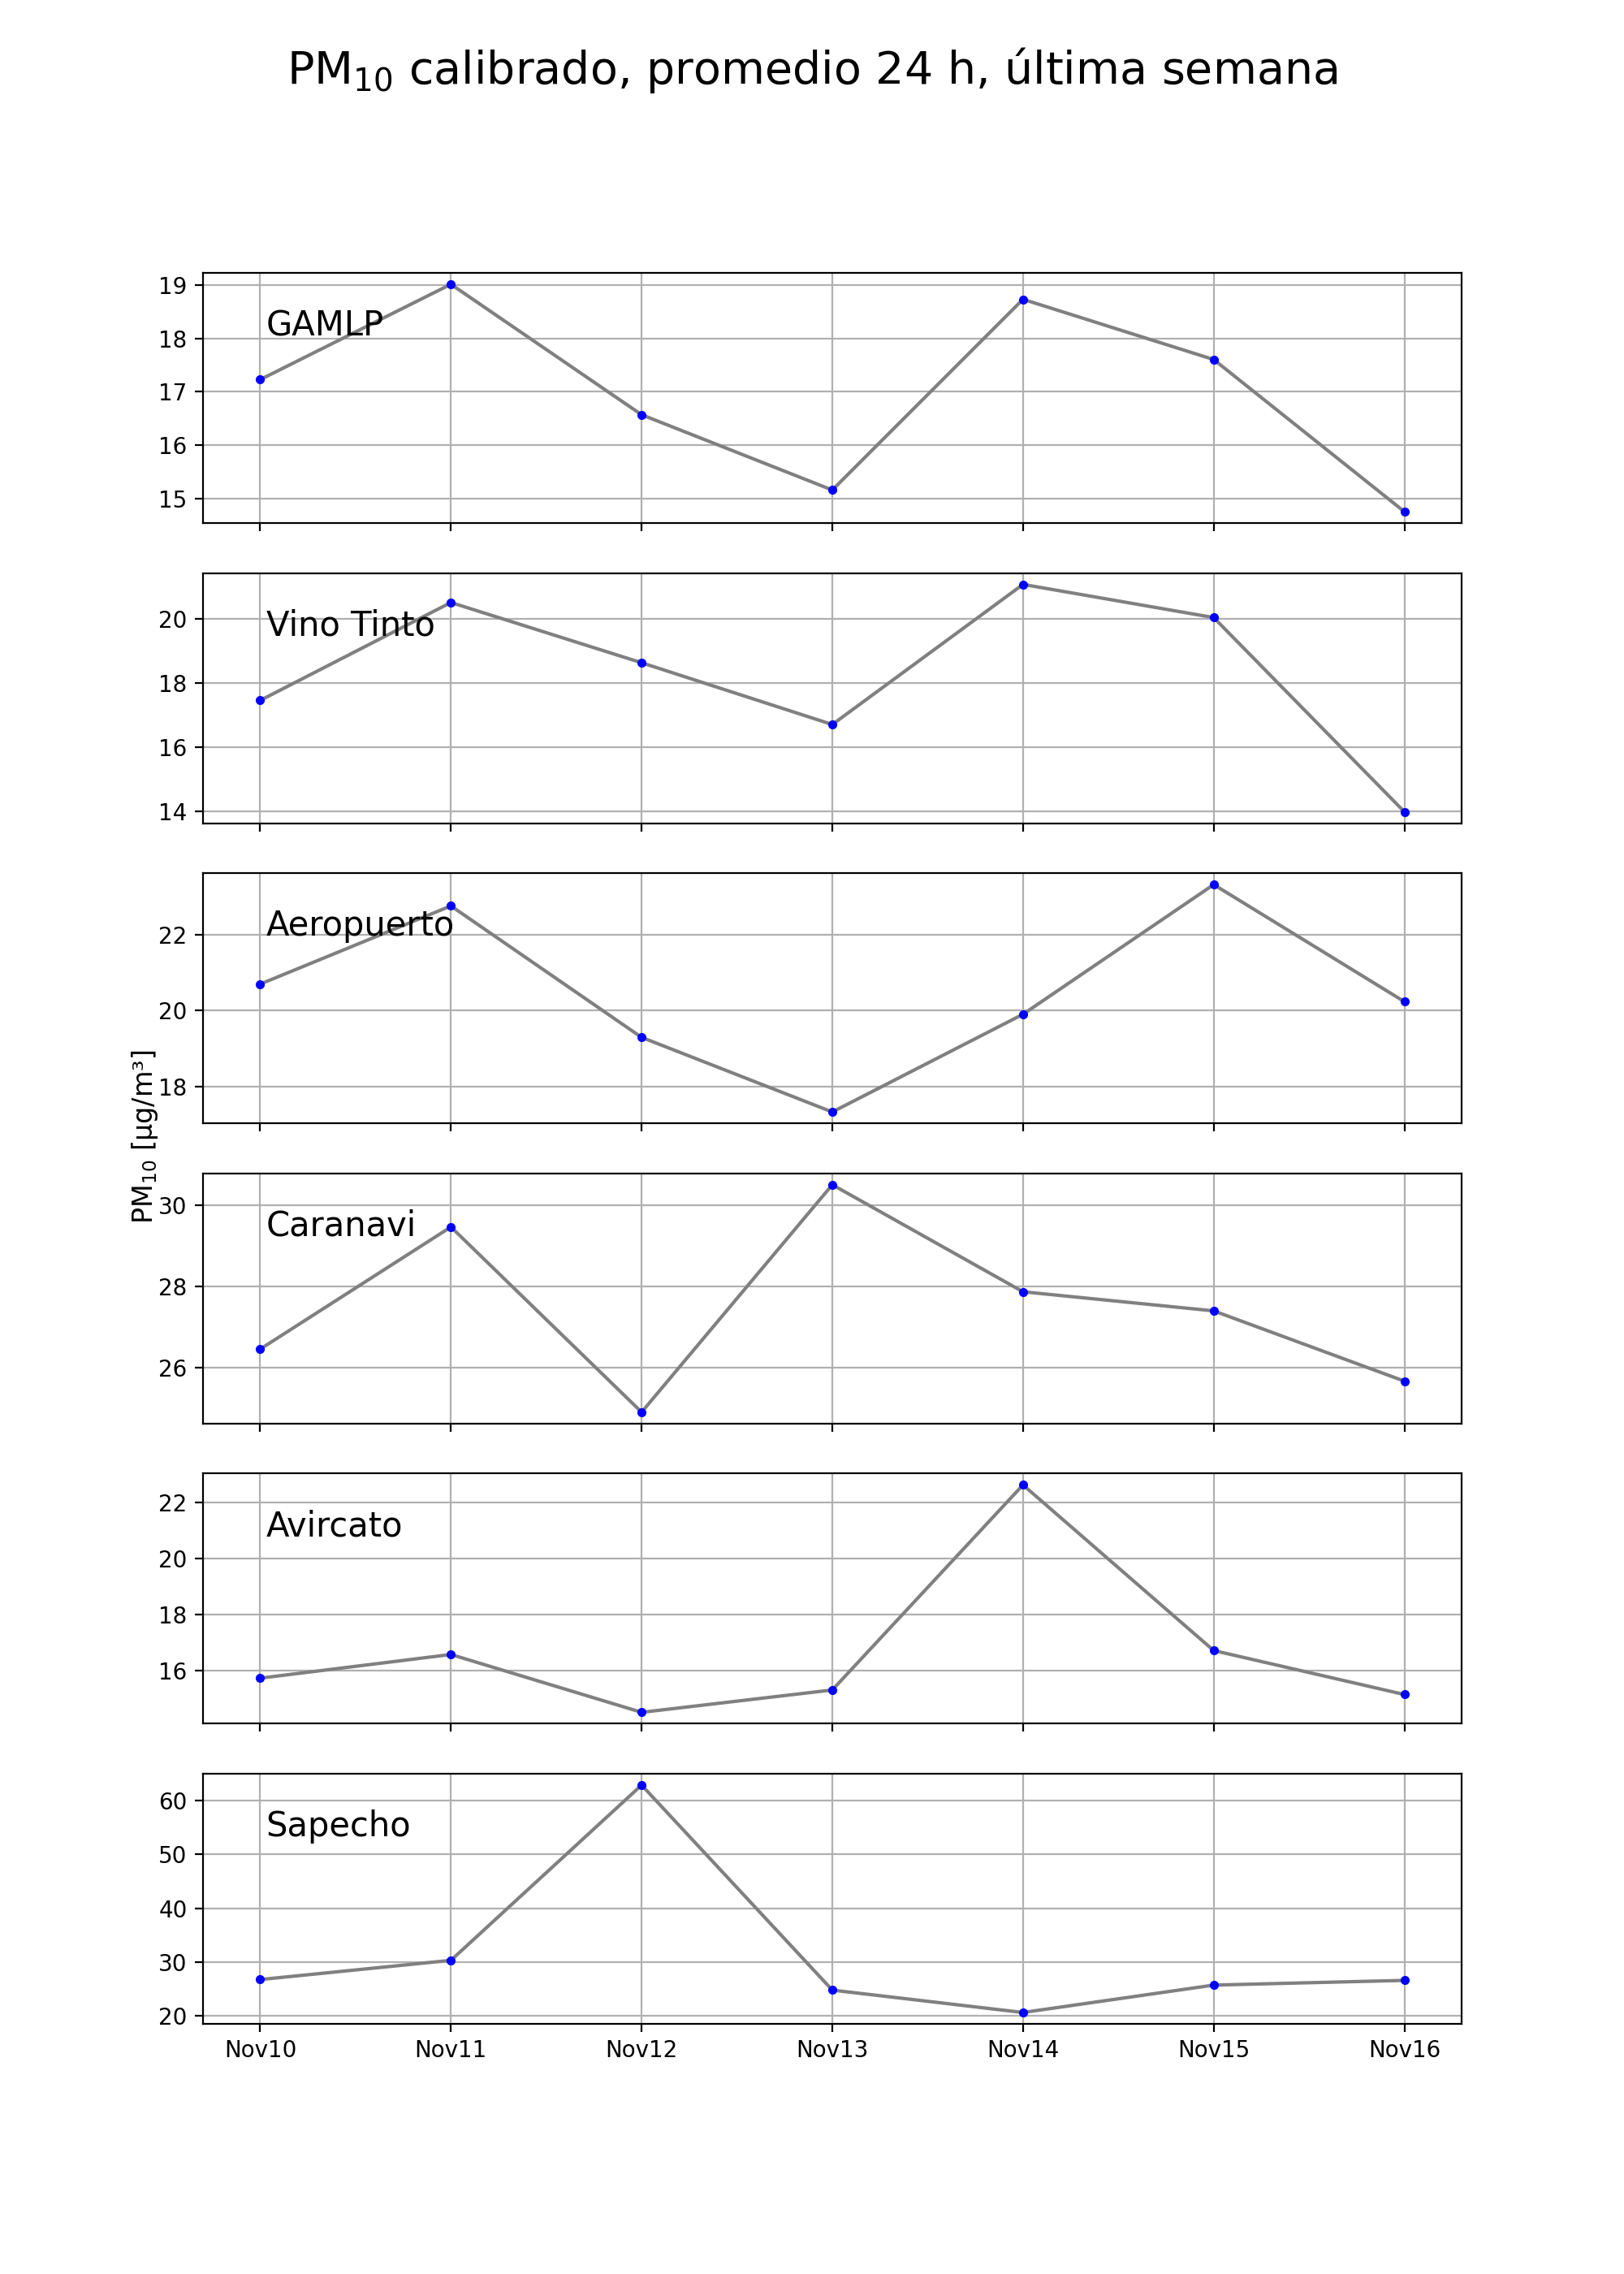 PM₁₀ calibrado, promedio 24 h, última semana
19
GAMLP
18
17
16
15
20
Vino Tinto
18
16
14
Aeropuerto
22
20
18
PM₁₀ [µg/m³]
30
Caranavi
28
26
22
Avircato
20
18
16
60
Sapecho
50
40
30
20
Nov10 Nov11 Nov12 Nov13 Nov14 Nov15 Nov16